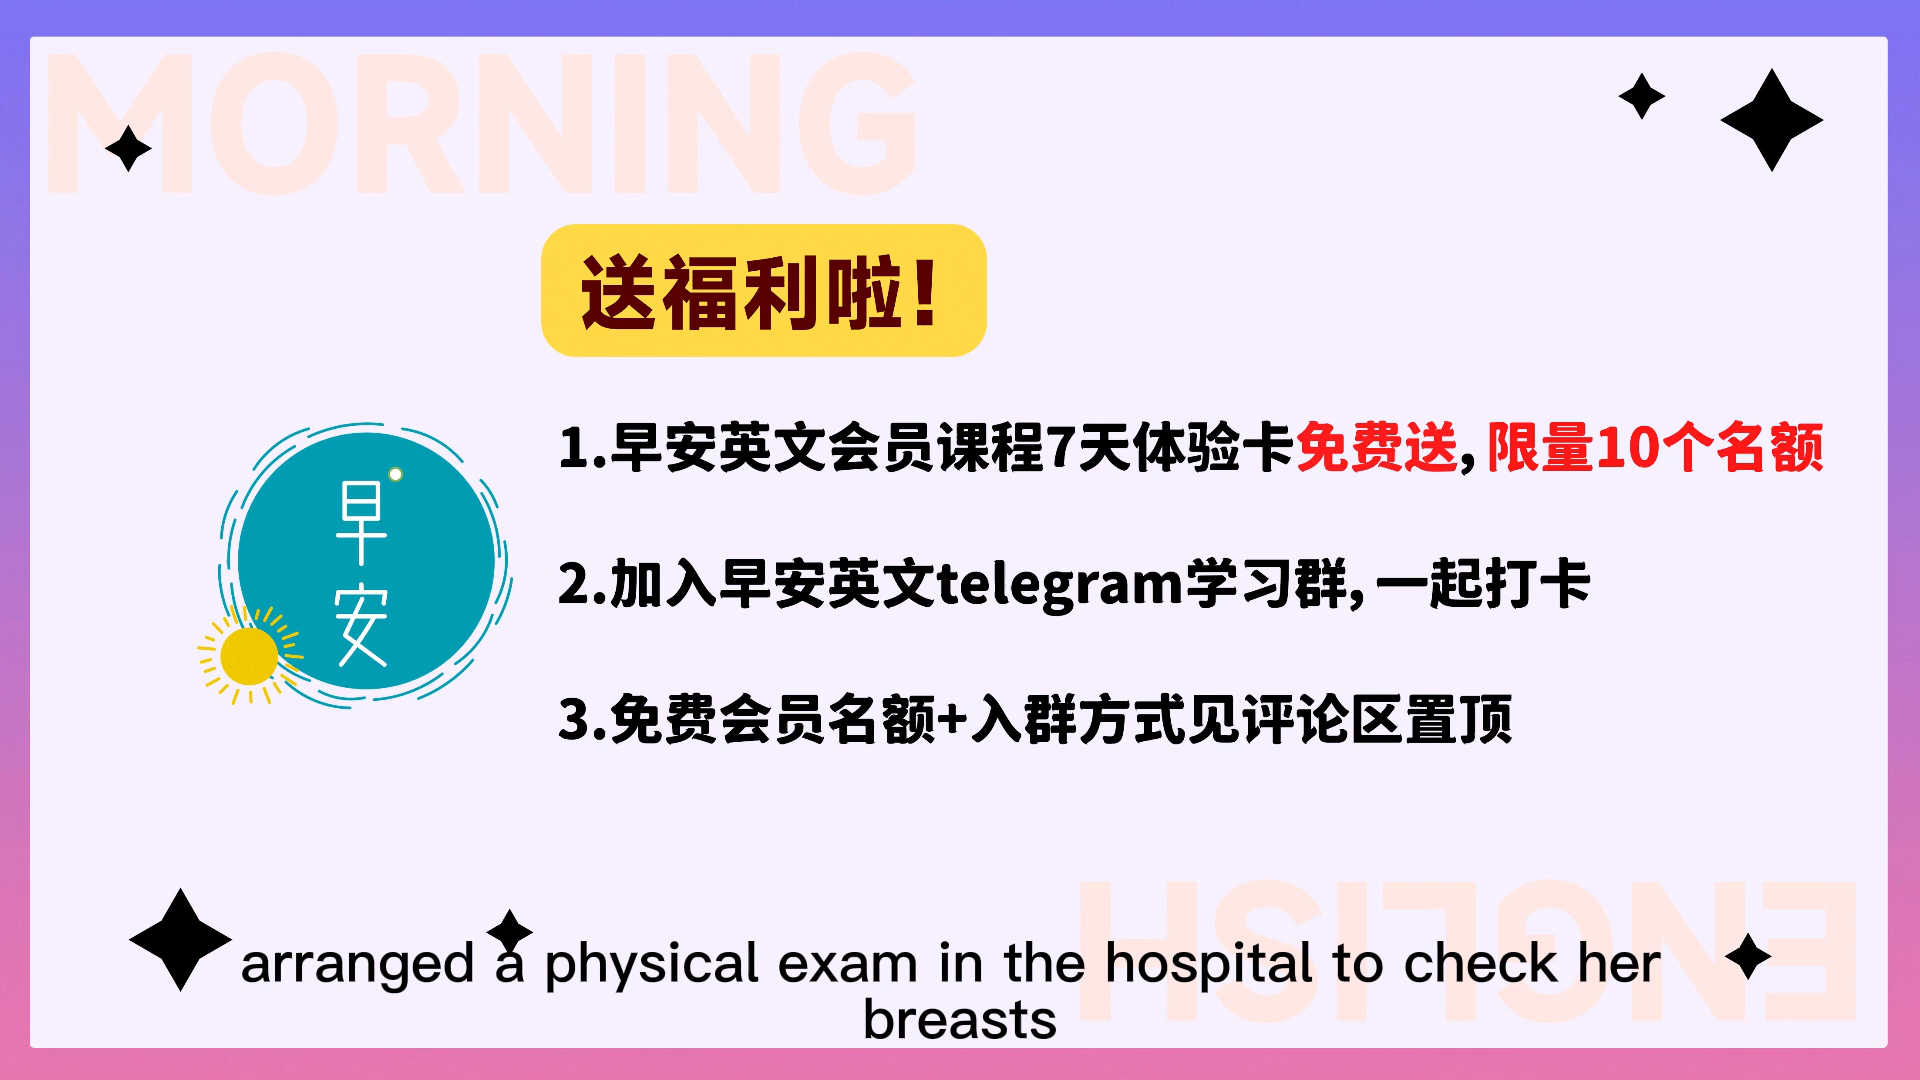 MORNING
送福利啦!
1.早安英文会员课程7天体验卡免费送, 限量10个名额
早安
2.加入早安英文telegram学习群, 一起打卡
3.免费会员名额+入群方式见评论区置顶
ENGLISH
arranged a physical exam in the hospital to check her
breasts